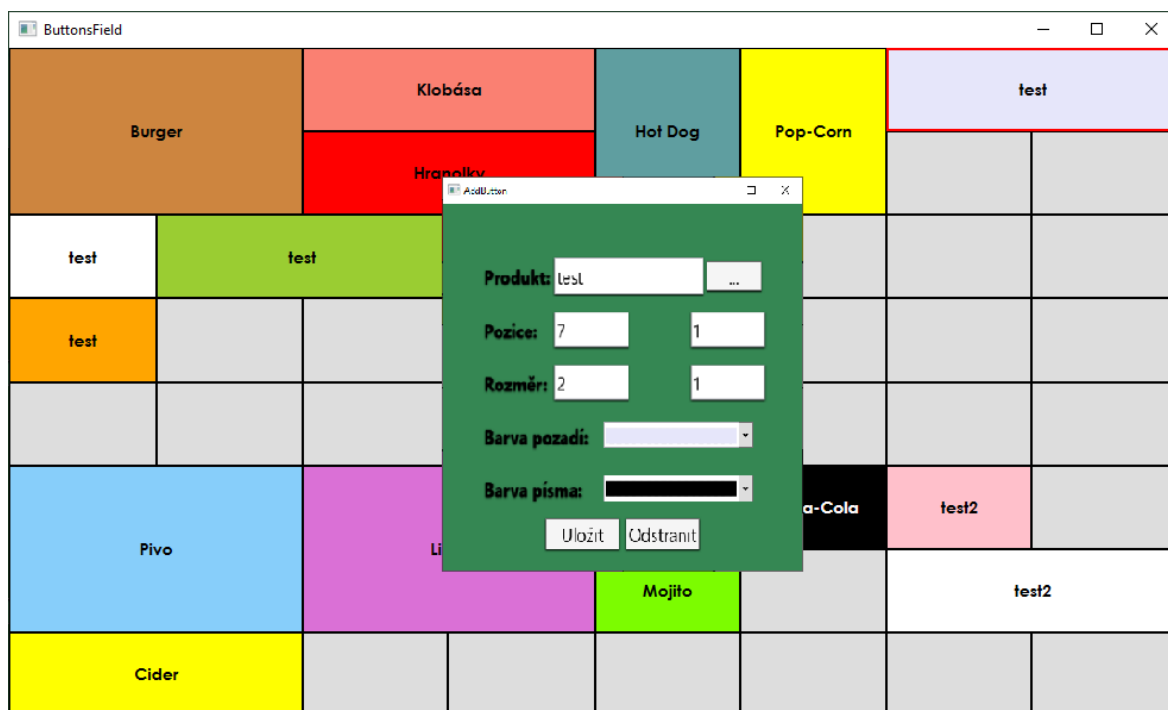 ButtonsField
Burger
Klobása
Hot Dog
Pop-Corn
test
Hranolky
AddButton
test
test
Produkt: test ...
Pozice: 7 1
test
Rozměr: 2 1
Barva pozadí:
Barva písma:
a-Cola
test2
Uložit Odstranit
Pivo
Li
Mojito
test2
Cider